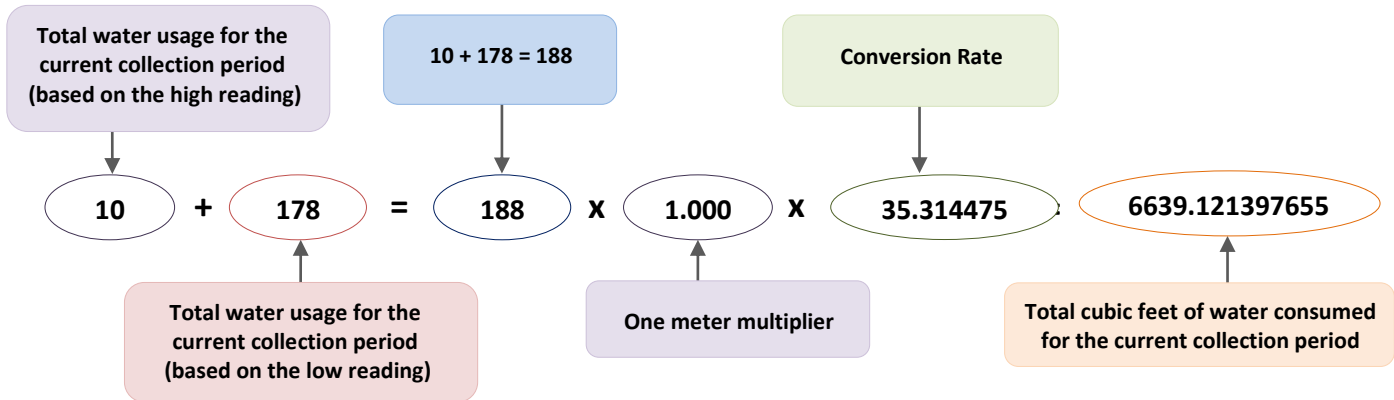 Total water usage for the
current collection period
(based on the high reading)
10 + 178 = 188
Conversion Rate
10 + 178 = 188 x 1.000 x 35.314475 : 6639.121397655
Total water usage for the
current collection period
(based on the low reading)
One meter multiplier
Total cubic feet of water consumed
for the current collection period